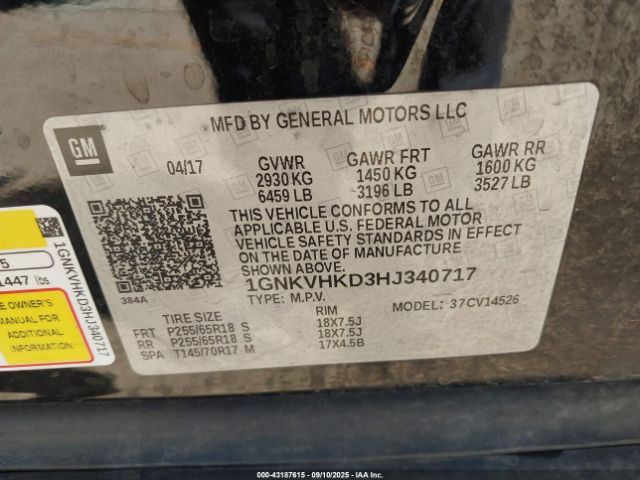 MFD BY GENERAL MOTORS LLC
GM
04/17
GVWR
2930 KG
6459 LB
GAWR FRT
1450 KG
3196 LB
GAWR RR
1600 KG
3527 LB
THIS VEHICLE CONFORMS TO ALL
APPLICABLE U.S. FEDERAL MOTOR
VEHICLE SAFETY STANDARDS IN EFFECT
ON THE DATE OF MANUFACTURE
SHOWN ABOVE.
384A
1GNKVHKD3HJ340717
TYPE: M.P.V.
MODEL: 37CV14526
TIRE SIZE RIM
FRT P255/65R18 S 18X7.5J
RR P255/65R18 S 18X7.5J
SPA T145/70R17 M 17X4.5B
5
1447 lbs
OWNER'S
MANUAL FOR
ADDITIONAL
1GNKVHKD3HJ340717
000-43187615 - 09/10/2025 - IAAI.com